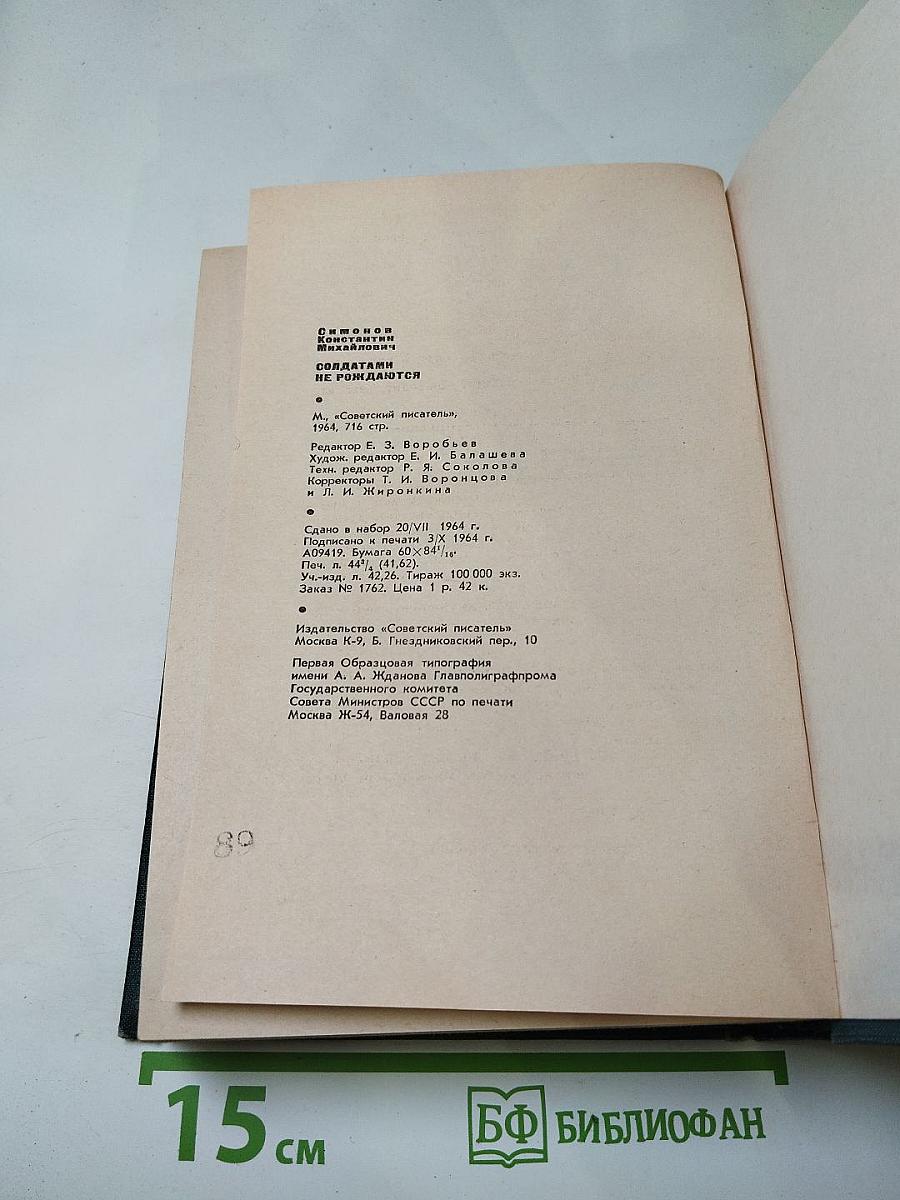 Симонов
Константин
Михайлович
СОЛДАТАМИ
НЕ РОЖДАЮТСЯ
М., «Советский писатель»,
1964, 716 стр.
Редактор Е. З. Воробьев
Худож. редактор Е. И. Балашева
Техн. редактор Р. Я. Соколова
Корректоры Т. И. Воронцова
и Л. И. Жиронкина
Сдано в набор 20/VII 1964 г.
Подписано к печати 3/X 1964 г.
А09419. Бумага 60×84¹/₁₆.
Печ. л. 44³/₄ (41,62).
Уч.-изд. л. 42,26. Тираж 100 000 экз.
Заказ № 1762. Цена 1 р. 42 к.
Издательство «Советский писатель»
Москва К-9, Б. Гнездниковский пер., 10
Первая Образцовая типография
имени А. А. Жданова Главполиграфпрома
Государственного комитета
Совета Министров СССР по печати
Москва Ж-54, Валовая 28
89
15 см
БФ БИБЛИОФАН